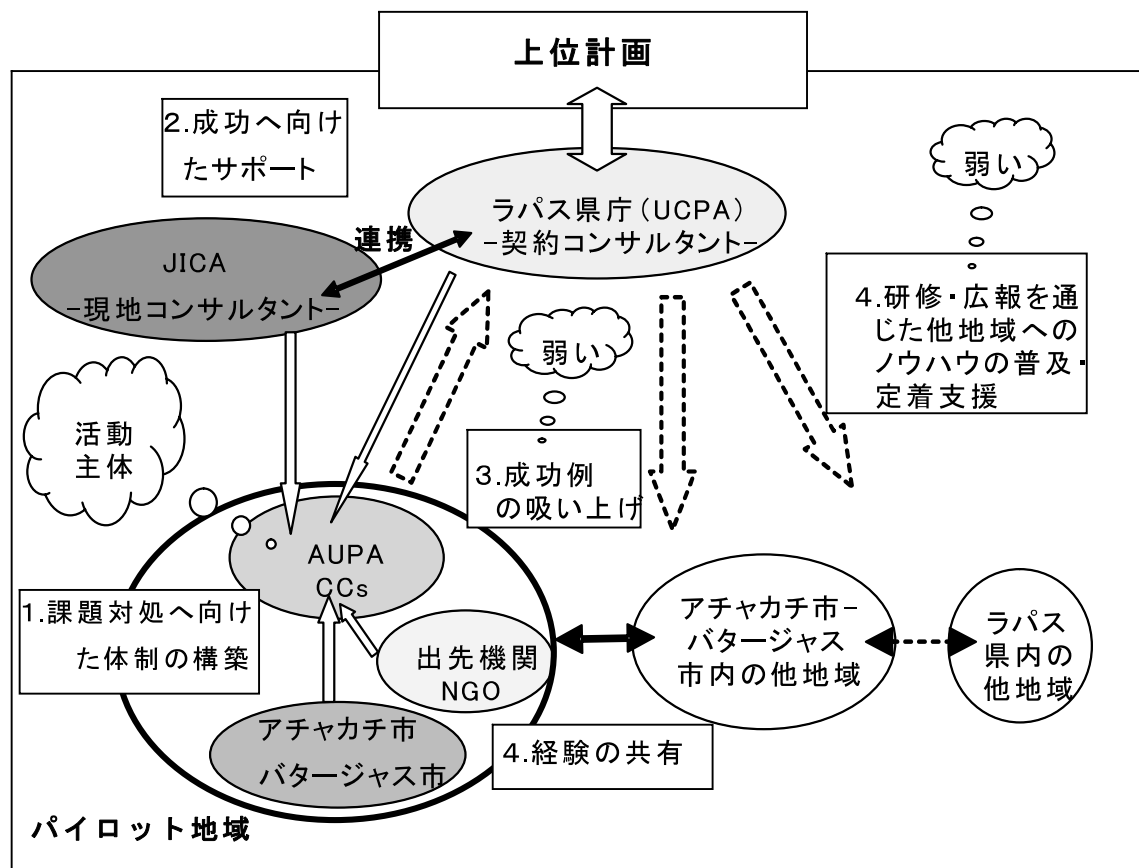 上位計画
2.成功へ向け
たサポート
弱い
ラパス県庁(UCPA)
-契約コンサルタント-
連携
JICA
-現地コンサルタント-
4.研修・広報を通
じた他地域への
ノウハウの普及・
定着支援
弱い
活動
主体
3.成功例
の吸い上げ
AUPA
CCs
1.課題対処へ向け
た体制の構築
出先機関
NGO
アチャカチ市-
バタージャス
市内の他地域
ラパス
県内の
他地域
アチャカチ市
バタージャス市
4.経験の共有
パイロット地域